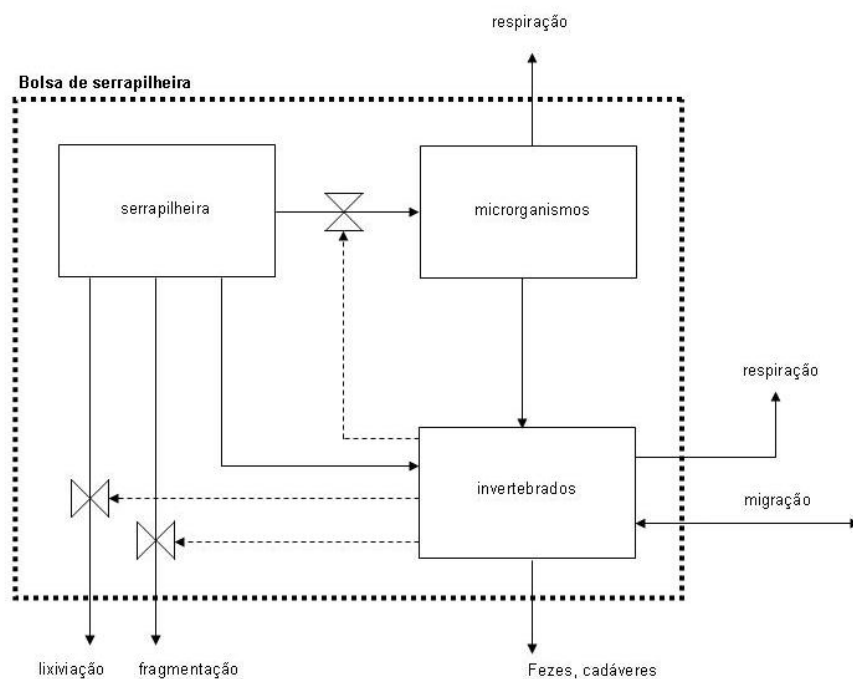 respiração
Bolsa de serrapilheira
serrapilheira
microrganismos
respiração
invertebrados
migração
lixiviação
fragmentação
Fezes, cadáveres